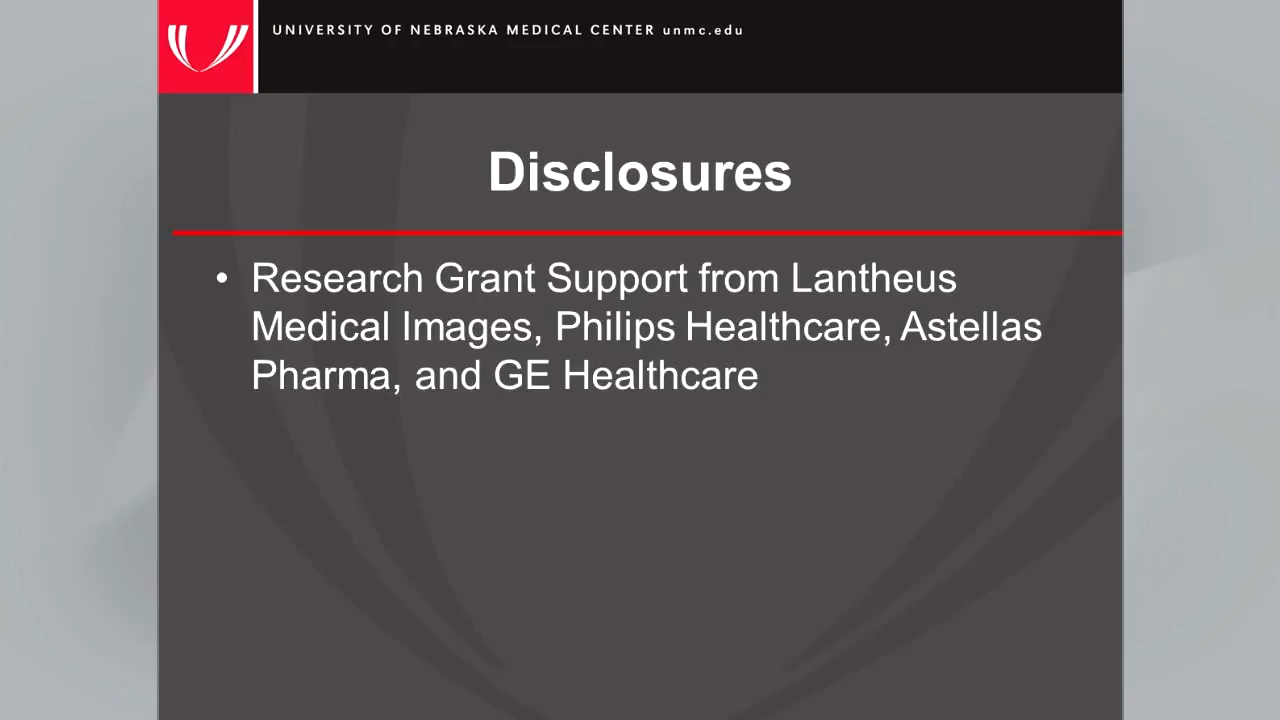 UNIVERSITY OF NEBRASKA MEDICAL CENTER unmc.edu
Disclosures
• Research Grant Support from Lantheus
Medical Images, Philips Healthcare, Astellas
Pharma, and GE Healthcare